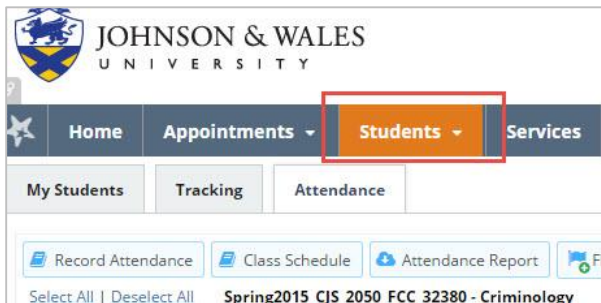 JOHNSON & WALES
UNIVERSITY
Home Appointments Students Services
My Students Tracking Attendance
Record Attendance Class Schedule Attendance Report F
Select All | Deselect All Spring2015 CJS 2050 FCC 32380 - Criminology